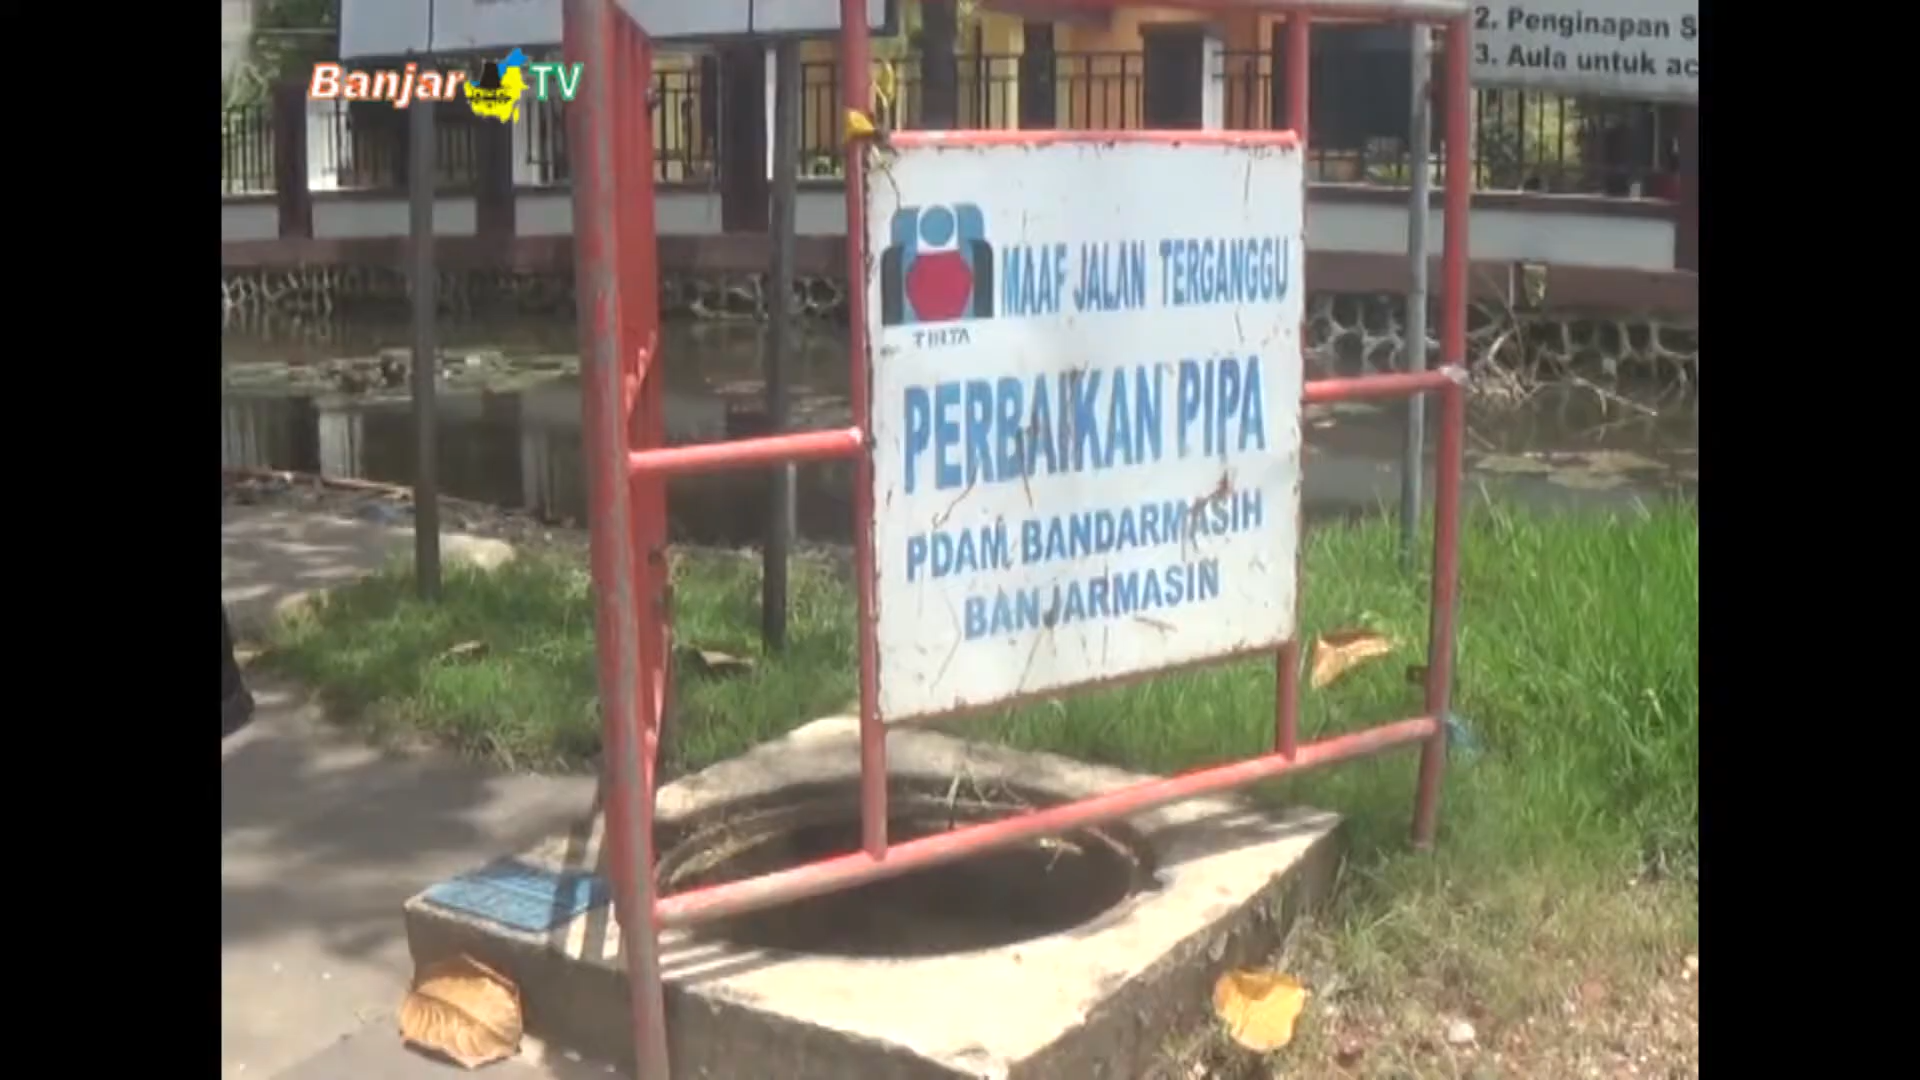 2. Penginapan S
3. Aula untuk ac
Banjar TV
MAAF JALAN TERGANGGU
TIRTA
PERBAIKAN PIPA
PDAM BANDARMASIH
BANJARMASIN